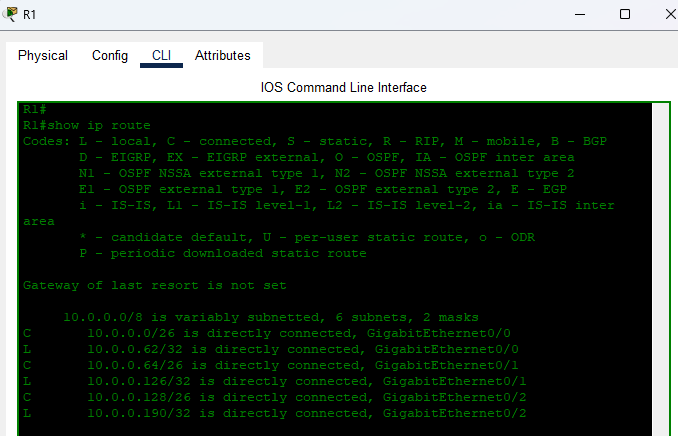 R1
Physical Config CLI Attributes
IOS Command Line Interface
R1#
R1#show ip route
Codes: L - local, C - connected, S - static, R - RIP, M - mobile, B - BGP
D - EIGRP, EX - EIGRP external, O - OSPF, IA - OSPF inter area
N1 - OSPF NSSA external type 1, N2 - OSPF NSSA external type 2
E1 - OSPF external type 1, E2 - OSPF external type 2, E - EGP
i - IS-IS, L1 - IS-IS level-1, L2 - IS-IS level-2, ia - IS-IS inter
area
* - candidate default, U - per-user static route, o - ODR
P - periodic downloaded static route
Gateway of last resort is not set
10.0.0.0/8 is variably subnetted, 6 subnets, 2 masks
C 10.0.0.0/26 is directly connected, GigabitEthernet0/0
L 10.0.0.62/32 is directly connected, GigabitEthernet0/0
C 10.0.0.64/26 is directly connected, GigabitEthernet0/1
L 10.0.0.126/32 is directly connected, GigabitEthernet0/1
C 10.0.0.128/26 is directly connected, GigabitEthernet0/2
L 10.0.0.190/32 is directly connected, GigabitEthernet0/2